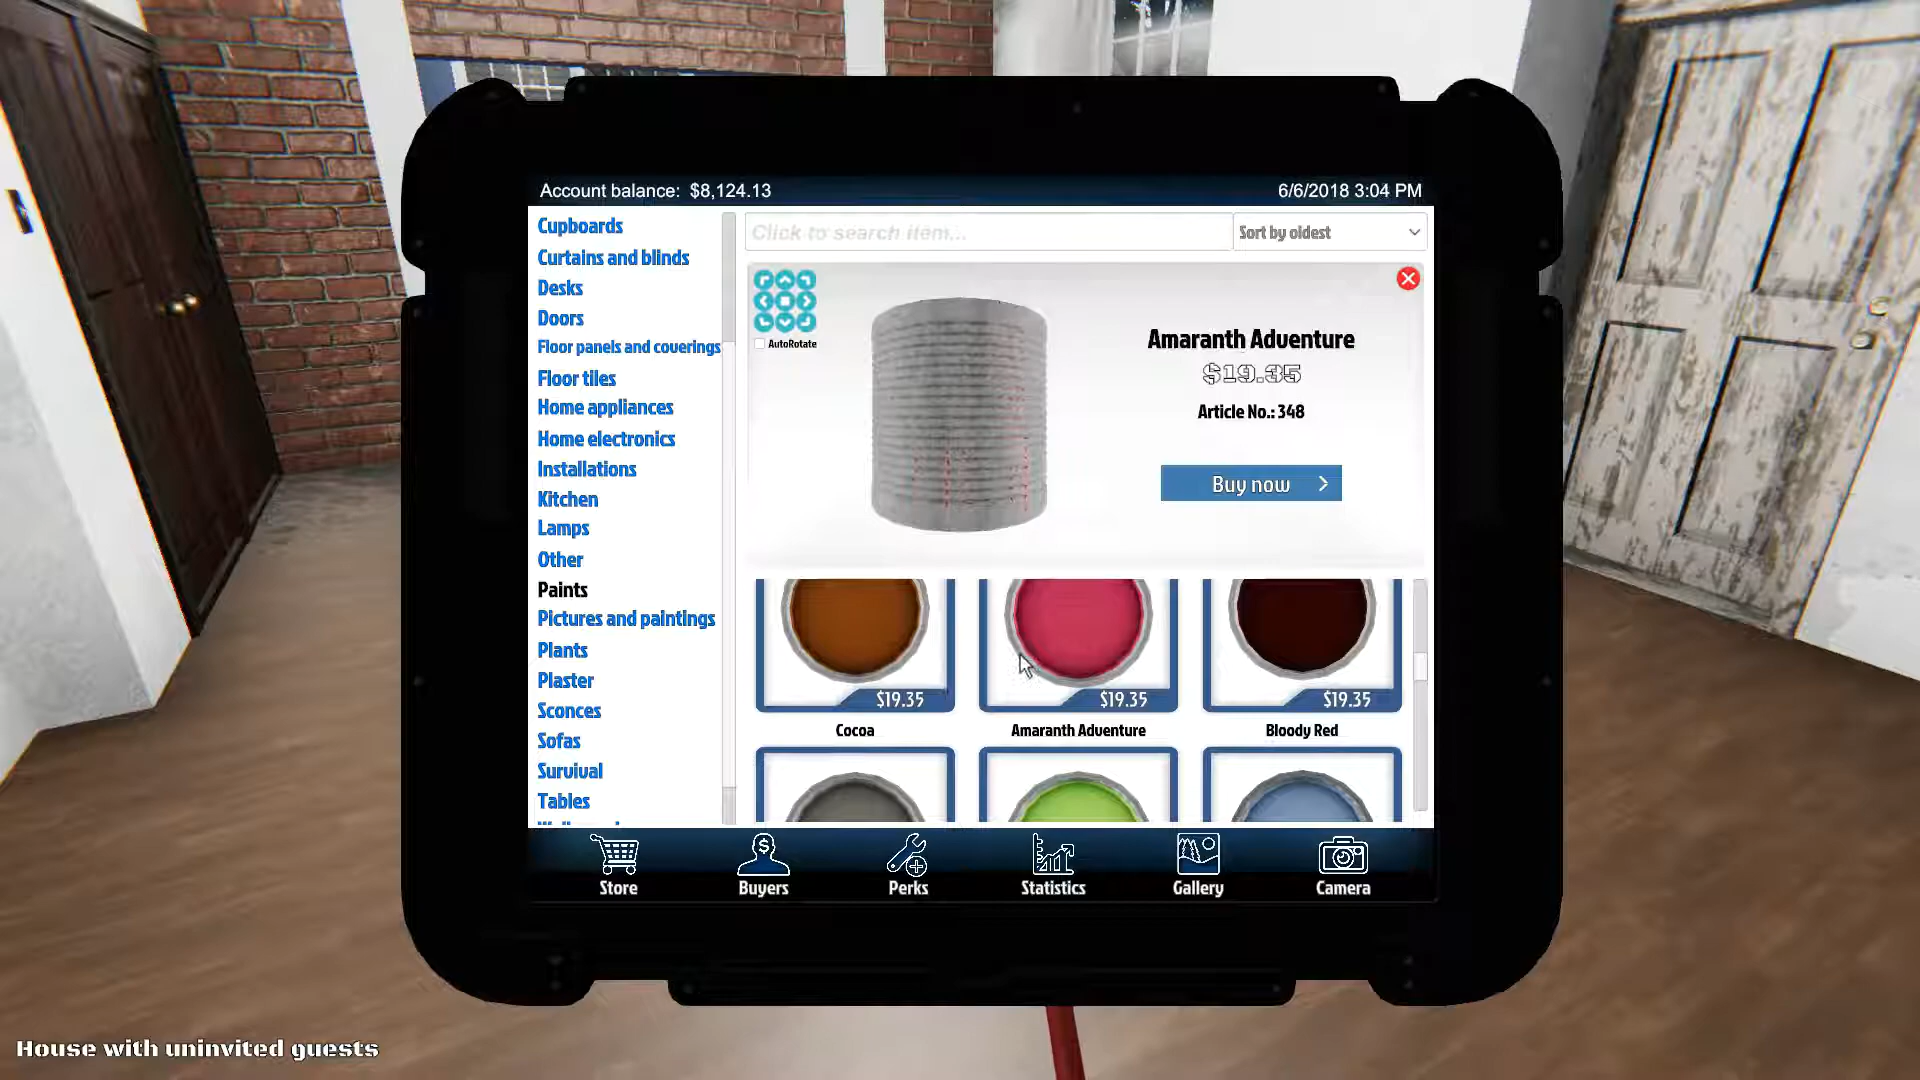 Account balance: $8,124.13
6/6/2018 3:04 PM
Cupboards
Curtains and blinds
Desks
Doors
Floor panels and coverings
Floor tiles
Home appliances
Home electronics
Installations
Kitchen
Lamps
Other
Paints
Pictures and paintings
Plants
Plaster
Sconces
Sofas
Survival
Tables
Click to search item...
Sort by oldest
AutoRotate
Amaranth Adventure
$19.35
Article No.: 348
Buy now
$19.35
$19.35
$19.35
Cocoa
Amaranth Adventure
Bloody Red
Store
Buyers
Perks
Statistics
Gallery
Camera
House with uninvited guests